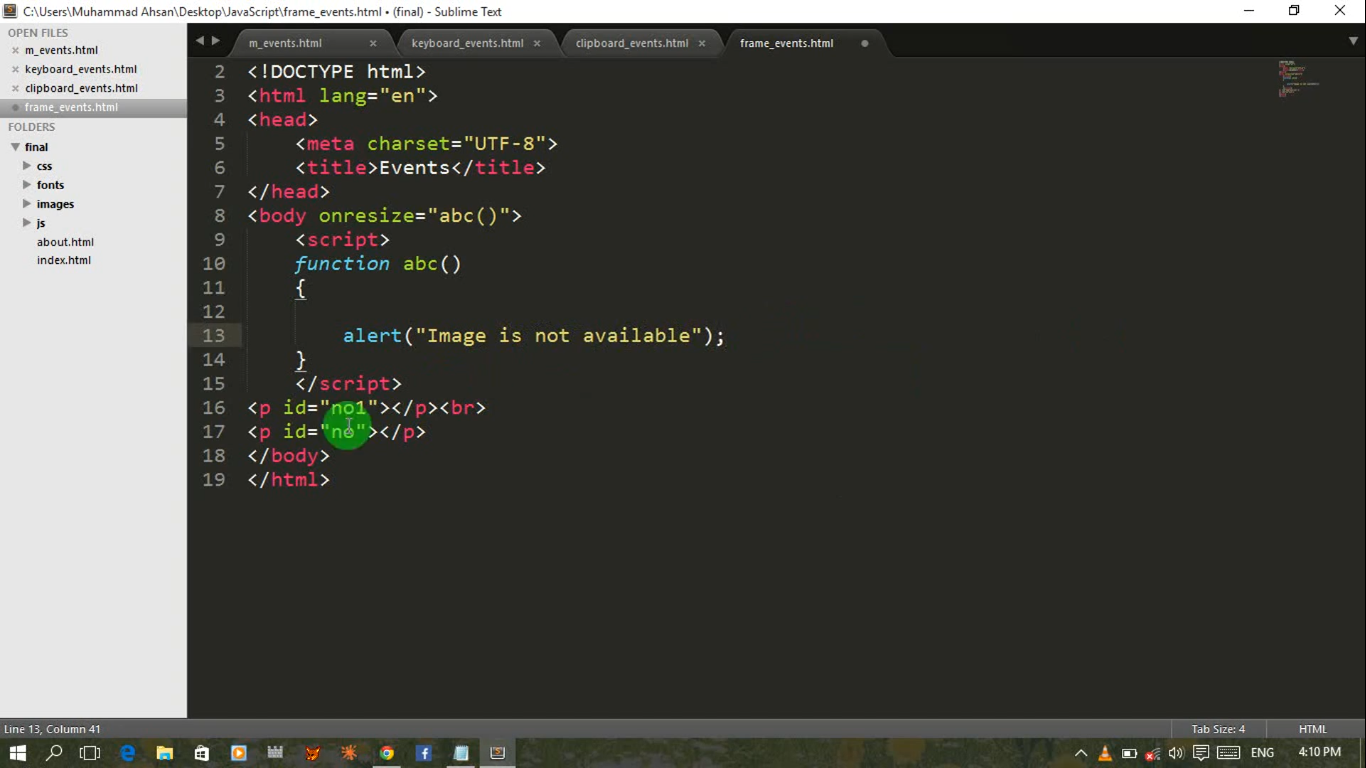 C:\Users\Muhammad Ahsan\Desktop\JavaScript\frame_events.html • (final) - Sublime Text
OPEN FILES
m_events.html
keyboard_events.html
clipboard_events.html
frame_events.html
FOLDERS
final
css
fonts
images
js
about.html
index.html
m_events.html
keyboard_events.html
clipboard_events.html
frame_events.html
2 <!DOCTYPE html>
3 <html lang="en">
4 <head>
5 <meta charset="UTF-8">
6 <title>Events</title>
7 </head>
8 <body onresize="abc()">
9 <script>
10 function abc()
11 {
12
13 alert("Image is not available");
14 }
15 </script>
16 <p id="no1"></p><br>
17 <p id="no"></p>
18 </body>
19 </html>
Line 13, Column 41
Tab Size: 4
HTML
ENG
4:10 PM